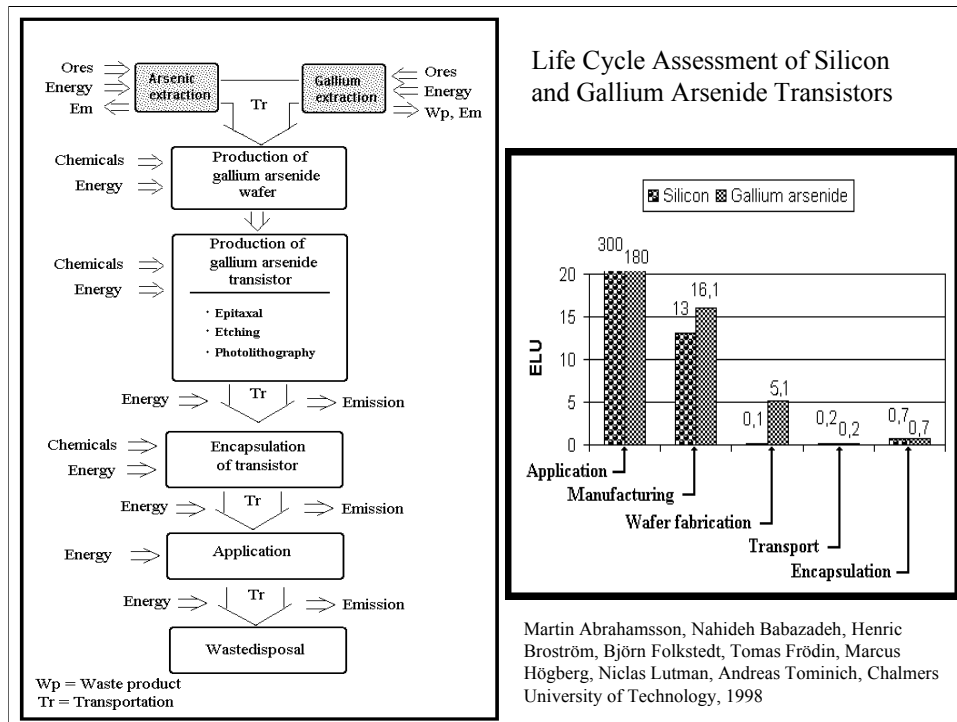 Ores
Energy
Em
Arsenic
extraction
Tr
Gallium
extraction
Ores
Energy
Wp, Em
Chemicals
Energy
Production of
gallium arsenide
wafer
Chemicals
Energy
Production of
gallium arsenide
transistor
· Epitaxal
· Etching
· Photolithography
Energy
Tr
Emission
Chemicals
Energy
Encapsulation
of transistor
Energy
Tr
Emission
Energy
Application
Energy
Tr
Emission
Wastedisposal
Wp = Waste product
Tr = Transportation
Life Cycle Assessment of Silicon
and Gallium Arsenide Transistors
Silicon Gallium arsenide
ELU
20
15
10
5
0
300
180
13
16,1
0,1
5,1
0,2
0,2
0,7
0,7
Application
Manufacturing
Wafer fabrication
Transport
Encapsulation
Martin Abrahamsson, Nahideh Babazadeh, Henric
Broström, Björn Folkstedt, Tomas Frödin, Marcus
Högberg, Niclas Lutman, Andreas Tominich, Chalmers
University of Technology, 1998